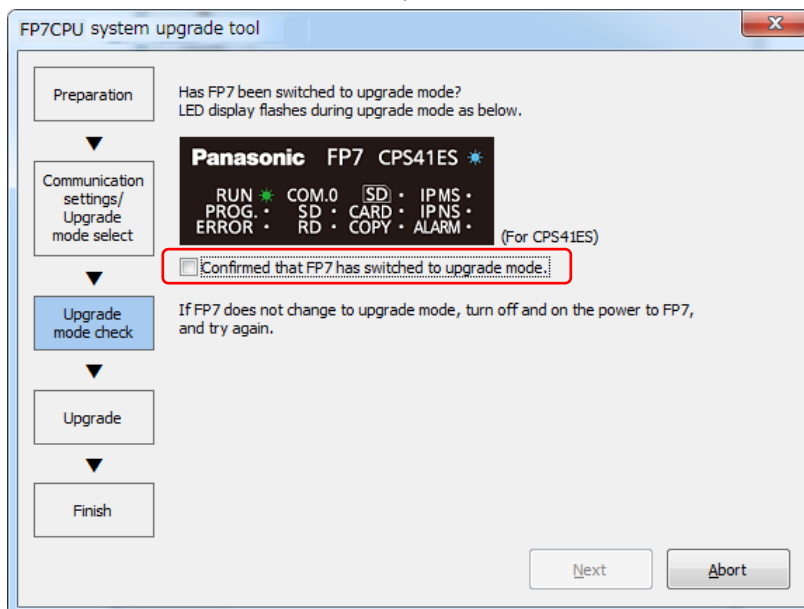 FP7CPU system upgrade tool
Preparation
Communication
settings/
Upgrade
mode select
Upgrade
mode check
Upgrade
Finish
Has FP7 been switched to upgrade mode?
LED display flashes during upgrade mode as below.
Panasonic FP7 CPS41ES
RUN COM.0 SD IPMS
PROG. SD CARD IPNS
ERROR RD COPY ALARM
(For CPS41ES)
Confirmed that FP7 has switched to upgrade mode.
If FP7 does not change to upgrade mode, turn off and on the power to FP7,
and try again.
Next
Abort